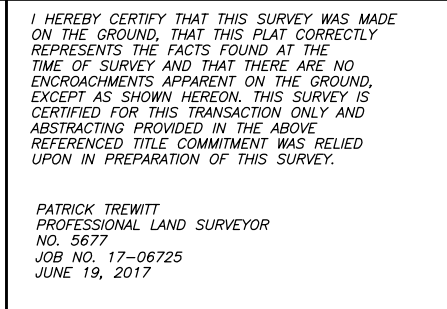 I HEREBY CERTIFY THAT THIS SURVEY WAS MADE
ON THE GROUND, THAT THIS PLAT CORRECTLY
REPRESENTS THE FACTS FOUND AT THE
TIME OF SURVEY AND THAT THERE ARE NO
ENCROACHMENTS APPARENT ON THE GROUND,
EXCEPT AS SHOWN HEREON. THIS SURVEY IS
CERTIFIED FOR THIS TRANSACTION ONLY AND
ABSTRACTING PROVIDED IN THE ABOVE
REFERENCED TITLE COMMITMENT WAS RELIED
UPON IN PREPARATION OF THIS SURVEY.
PATRICK TREWITT
PROFESSIONAL LAND SURVEYOR
NO. 5677
JOB NO. 17-06725
JUNE 19, 2017